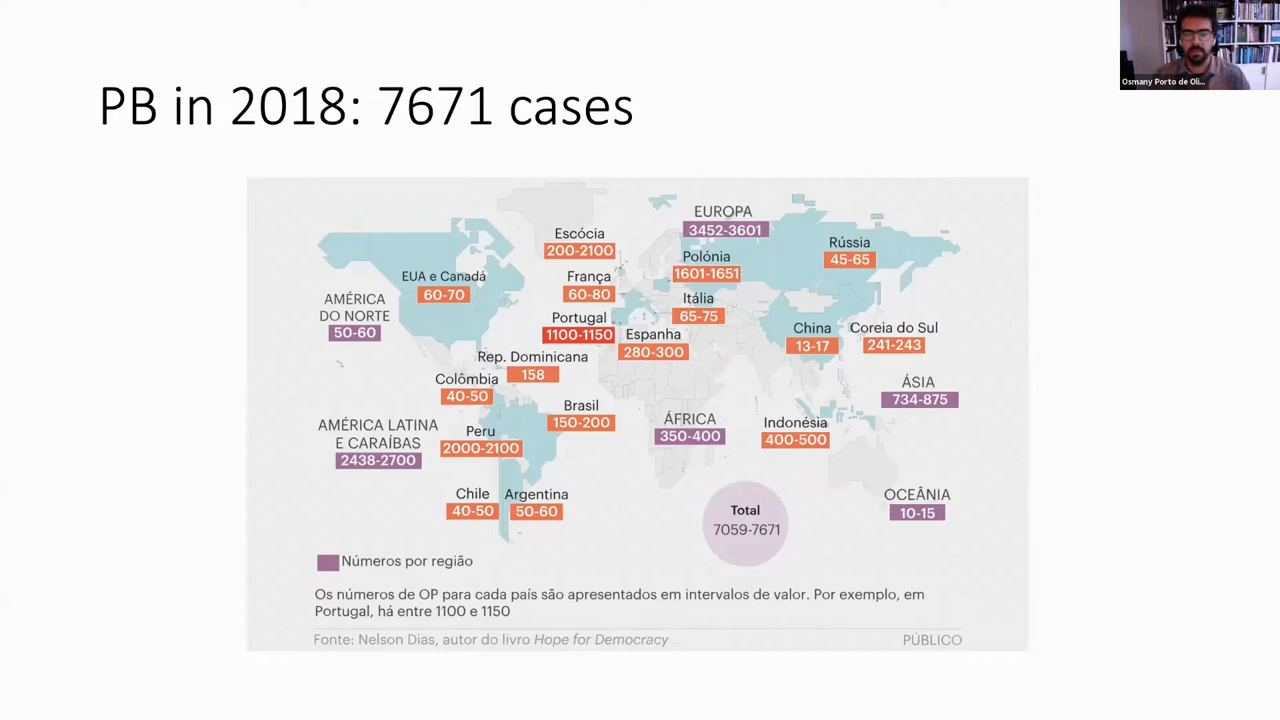 PB in 2018: 7671 cases
Osmany Porto de Oli...
EUROPA
3452-3601
Escócia
200-2100
Polónia
1601-1651
Rússia
45-65
EUA e Canadá
60-70
França
60-80
Itália
65-75
AMÉRICA
DO NORTE
50-60
Portugal
1100-1150
Espanha
280-300
China
13-17
Coreia do Sul
241-243
Rep. Dominicana
158
Colômbia
40-50
ÁSIA
734-875
Brasil
150-200
ÁFRICA
350-400
Indonésia
400-500
AMÉRICA LATINA
E CARAÍBAS
2438-2700
Peru
2000-2100
Chile
40-50
Argentina
50-60
OCEÂNIA
10-15
Total
7059-7671
Números por região
Os números de OP para cada país são apresentados em intervalos de valor. Por exemplo, em
Portugal, há entre 1100 e 1150
Fonte: Nelson Dias, autor do livro Hope for Democracy
PÚBLICO